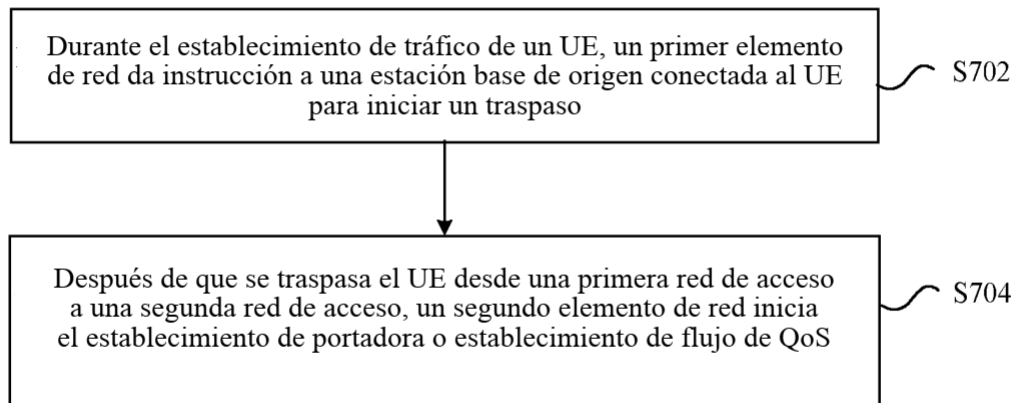 Durante el establecimiento de tráfico de un UE, un primer elemento
de red da instrucción a una estación base de origen conectada al UE
para iniciar un traspaso
S702
Después de que se traspasa el UE desde una primera red de acceso
a una segunda red de acceso, un segundo elemento de red inicia
el establecimiento de portadora o establecimiento de flujo de QoS
S704